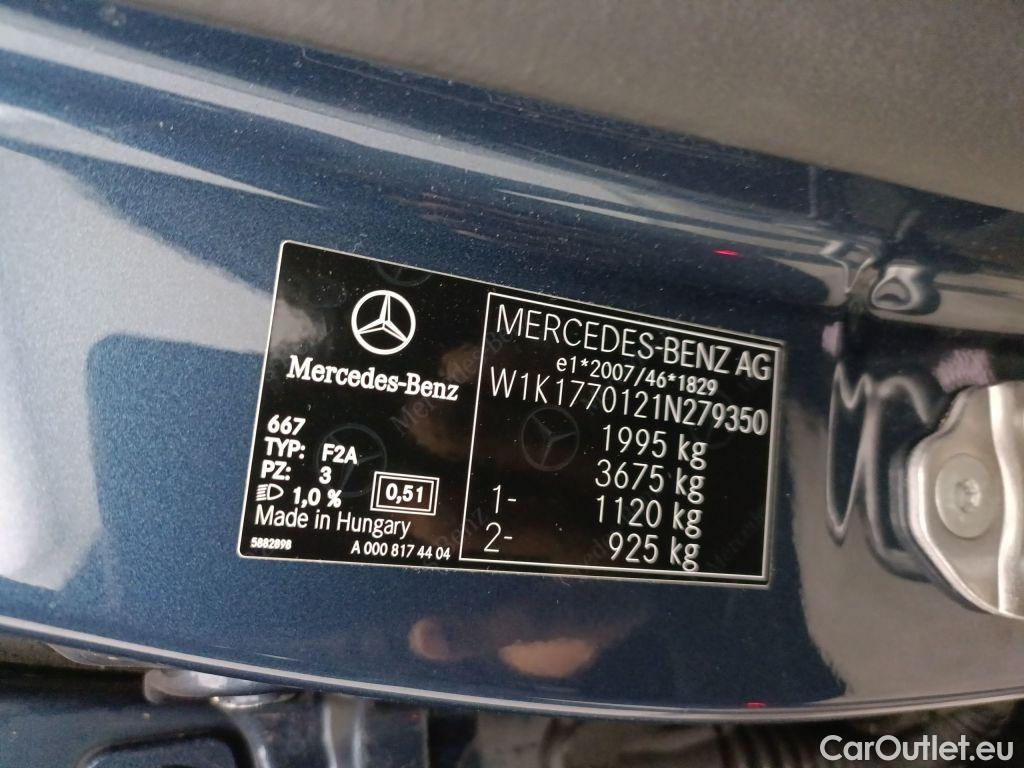 Mercedes-Benz
667
TYP: F2A
PZ: 3
1,0 % 0,51
Made in Hungary
5882898 A 000 817 44 04
MERCEDES-BENZ AG
e1*2007/46*1829
W1K1770121N279350
1995 kg
3675 kg
1- 1120 kg
2- 925 kg
CarOutlet.eu